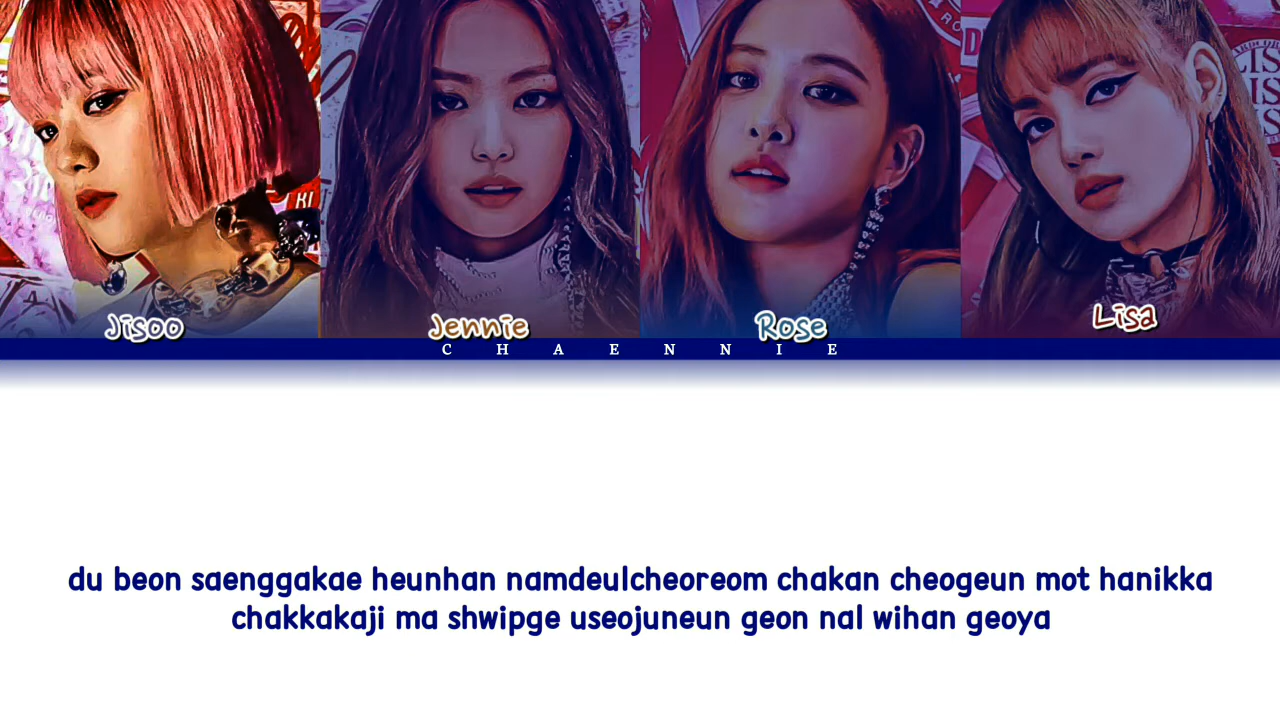 Jisoo
Jennie
Rose
Lisa
CHAENNIE
du beon saenggakae heunhan namdeulcheoreom chakan cheogeun mot hanikka
chakkakaji ma shwipge useojuneun geon nal wihan geoya